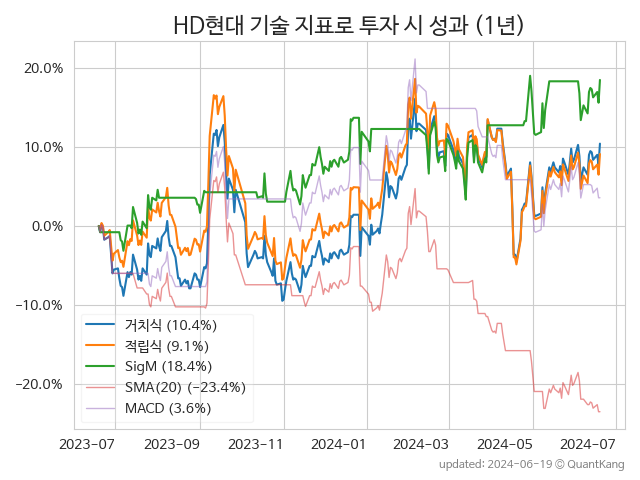 HD현대 기술 지표로 투자 시 성과 (1년)
20.0%
10.0%
0.0%
−10.0%
−20.0%
거치식 (10.4%)
적립식 (9.1%)
SigM (18.4%)
SMA(20) (−23.4%)
MACD (3.6%)
2023-07 2023-09 2023-11 2024-01 2024-03 2024-05 2024-07
updated: 2024-06-19 ⓒ QuantKang